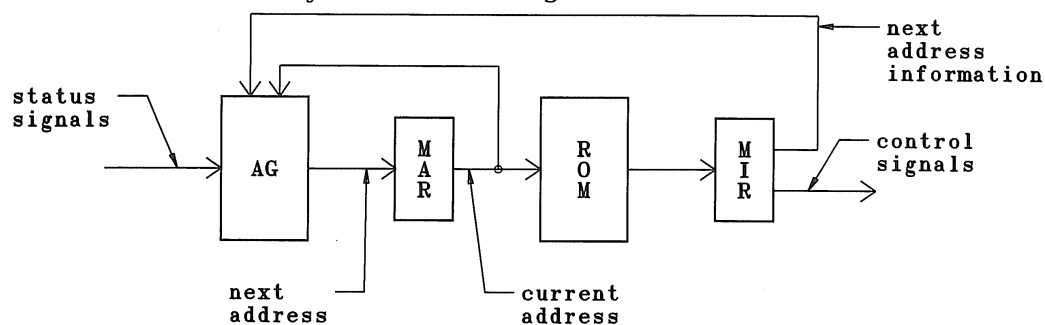 next
address
information
status
signals
AG
M
A
R
R
O
M
M
I
R
control
signals
next
address
current
address